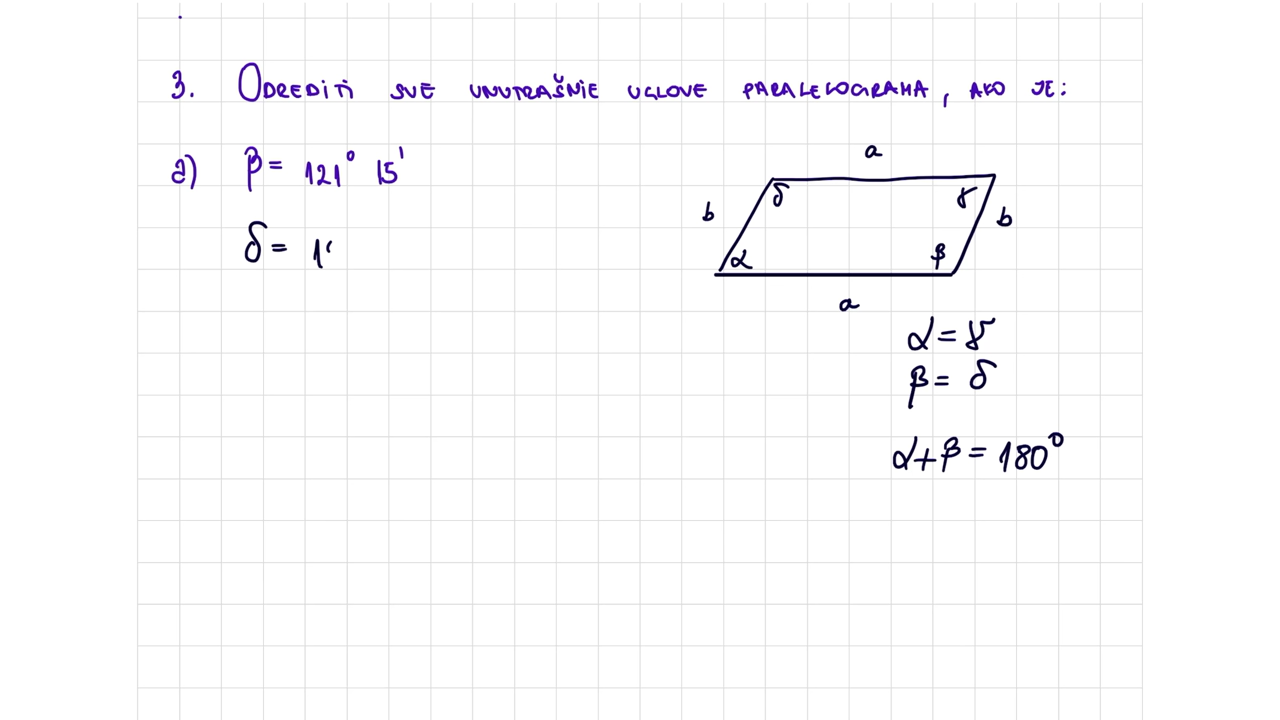 3. ODREDITI SVE UNUTRAŠNJE UGLOVE PARALELOGRAMA, AKO JE:
a) β = 121° 15'
δ = 1
a
δ γ
b b
α β
a
α = γ
β = δ
α + β = 180°